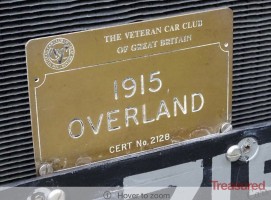 THE VETERAN CAR CLUB
OF GREAT BRITAIN
1915
OVERLAND
CERT No. 2128
Treasured
Hover to zoom